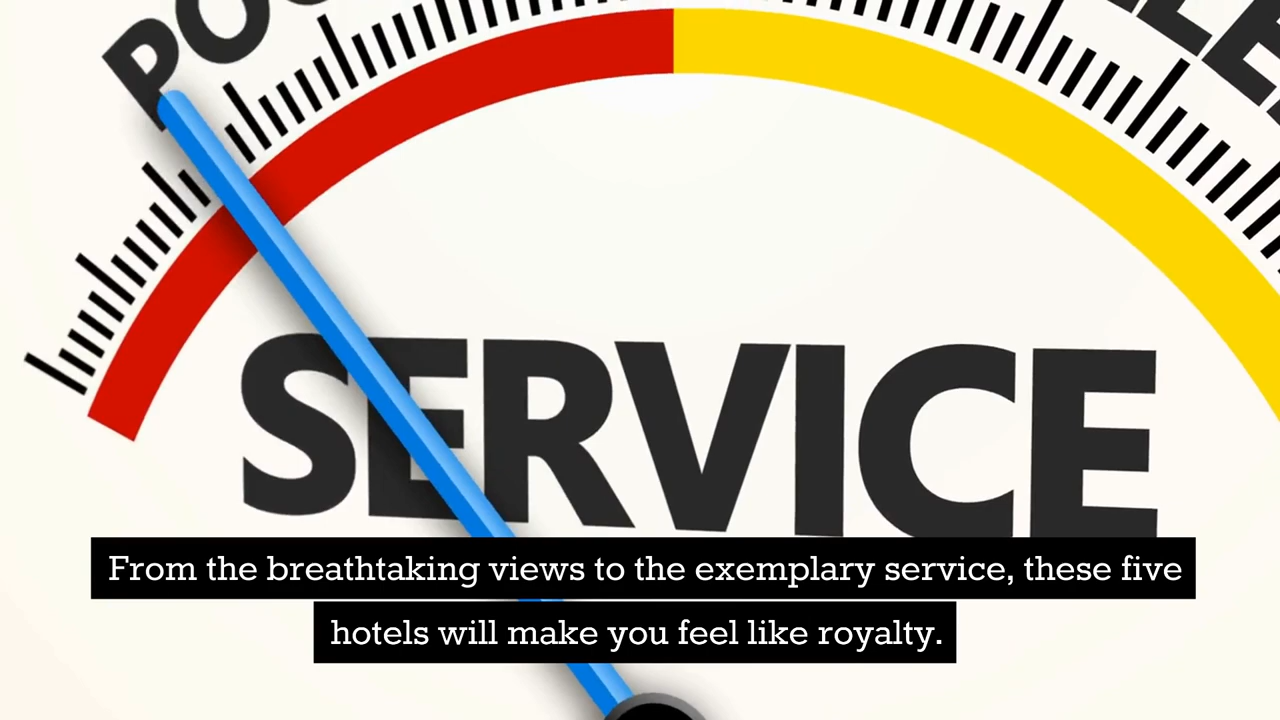 SERVICE
From the breathtaking views to the exemplary service, these five
hotels will make you feel like royalty.